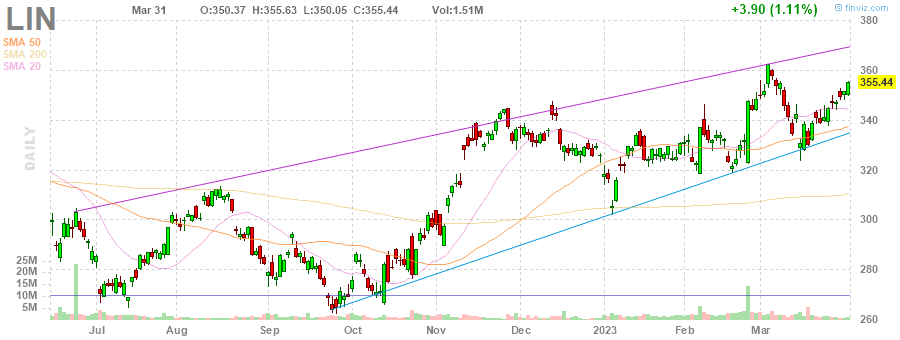 LIN Mar 31 O:350.37 H:355.63 L:350.05 C:355.44 Vol:1.51M +3.90 (1.11%) finviz.com
SMA 50
SMA 200
SMA 20
DAILY
380
360
355.44
340
320
300
280
260
25M
20M
15M
10M
5M
Jul Aug Sep Oct Nov Dec 2023 Feb Mar